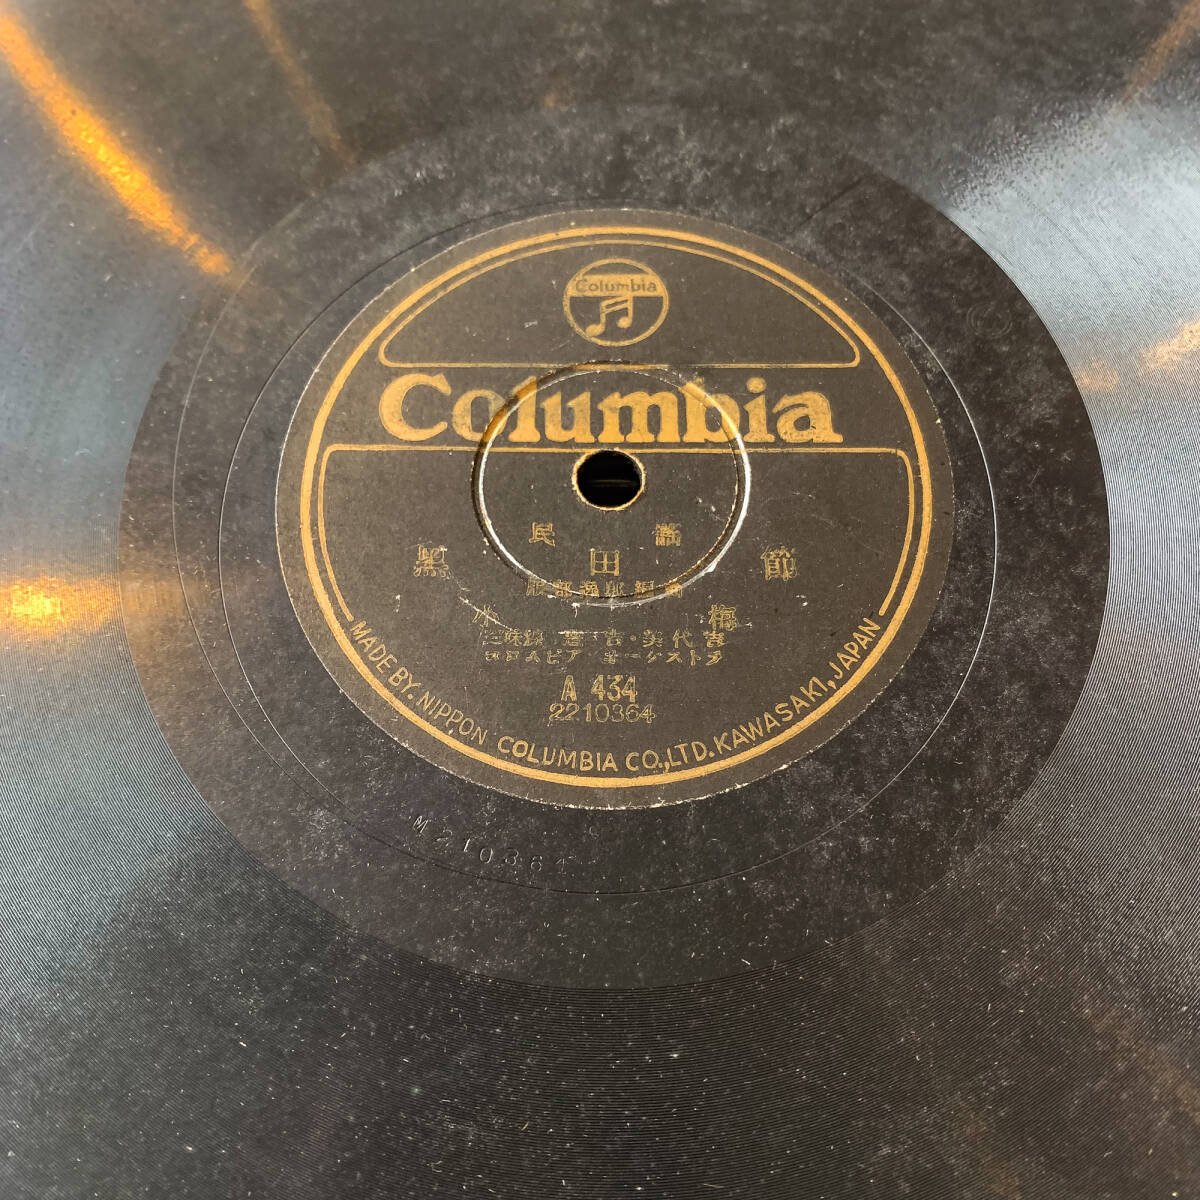 Columbia
Columbia
民謡
黒田節
服部逸郎編曲
小梅
三味線 豊吉・美代吉
コロムビア・オーケストラ
A 434
2210364
MADE BY. NIPPON COLUMBIA CO.,LTD. KAWASAKI, JAPAN
M210364